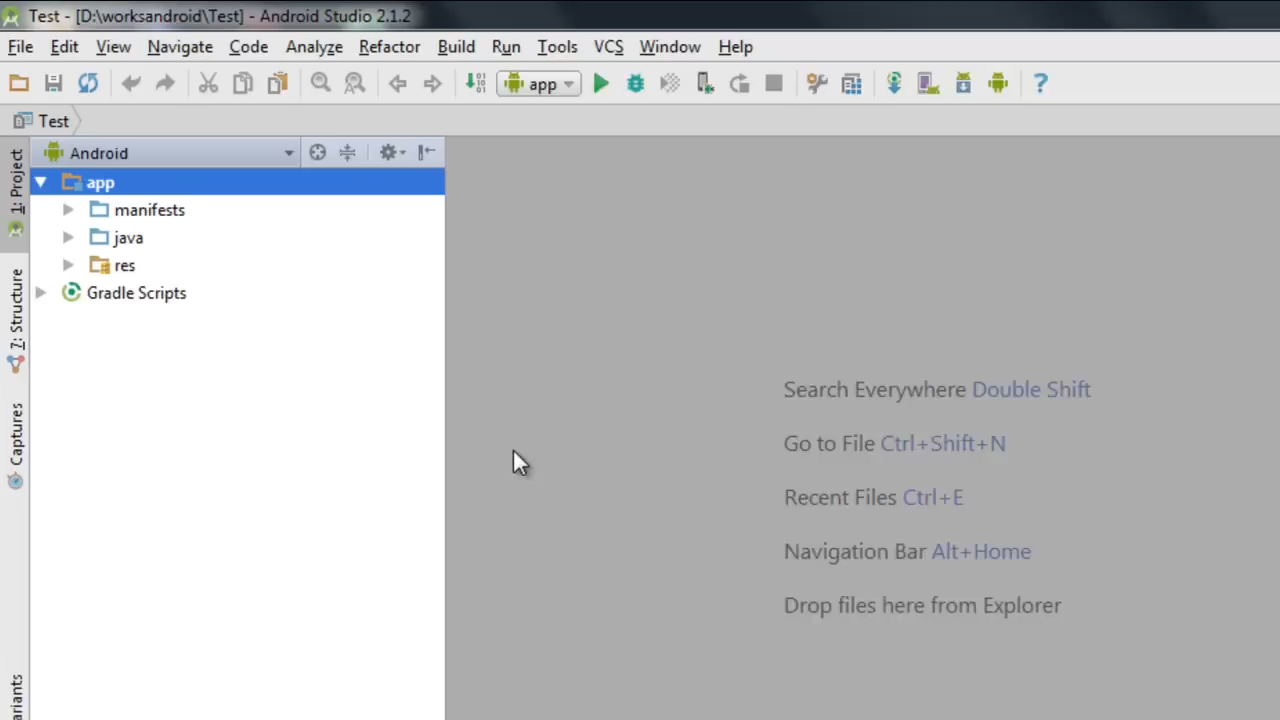 Test - [D:\worksandroid\Test] - Android Studio 2.1.2
File Edit View Navigate Code Analyze Refactor Build Run Tools VCS Window Help
app
Test
1: Project
Android
app
manifests
java
res
Gradle Scripts
7: Structure
Captures
Search Everywhere Double Shift
Go to File Ctrl+Shift+N
Recent Files Ctrl+E
Navigation Bar Alt+Home
Drop files here from Explorer
ariants